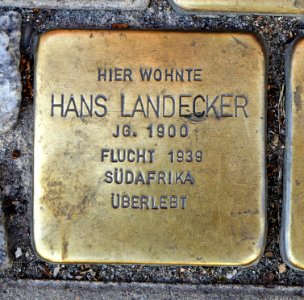 HIER WOHNTE
HANS LANDECKER
JG. 1900
FLUCHT 1939
SÜDAFRIKA
ÜBERLEBT